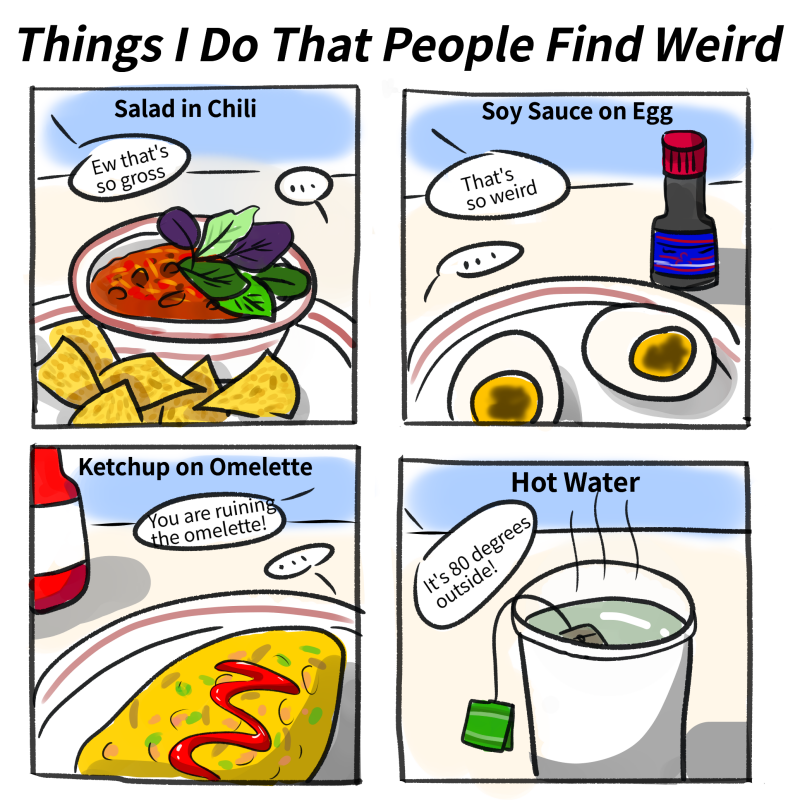 Things I Do That People Find Weird
Salad in Chili
Ew that's
so gross
...
Soy Sauce on Egg
That's
so weird
....
Ketchup on Omelette
You are ruining
the omelette!
....
Hot Water
It's 80 degrees
outside!